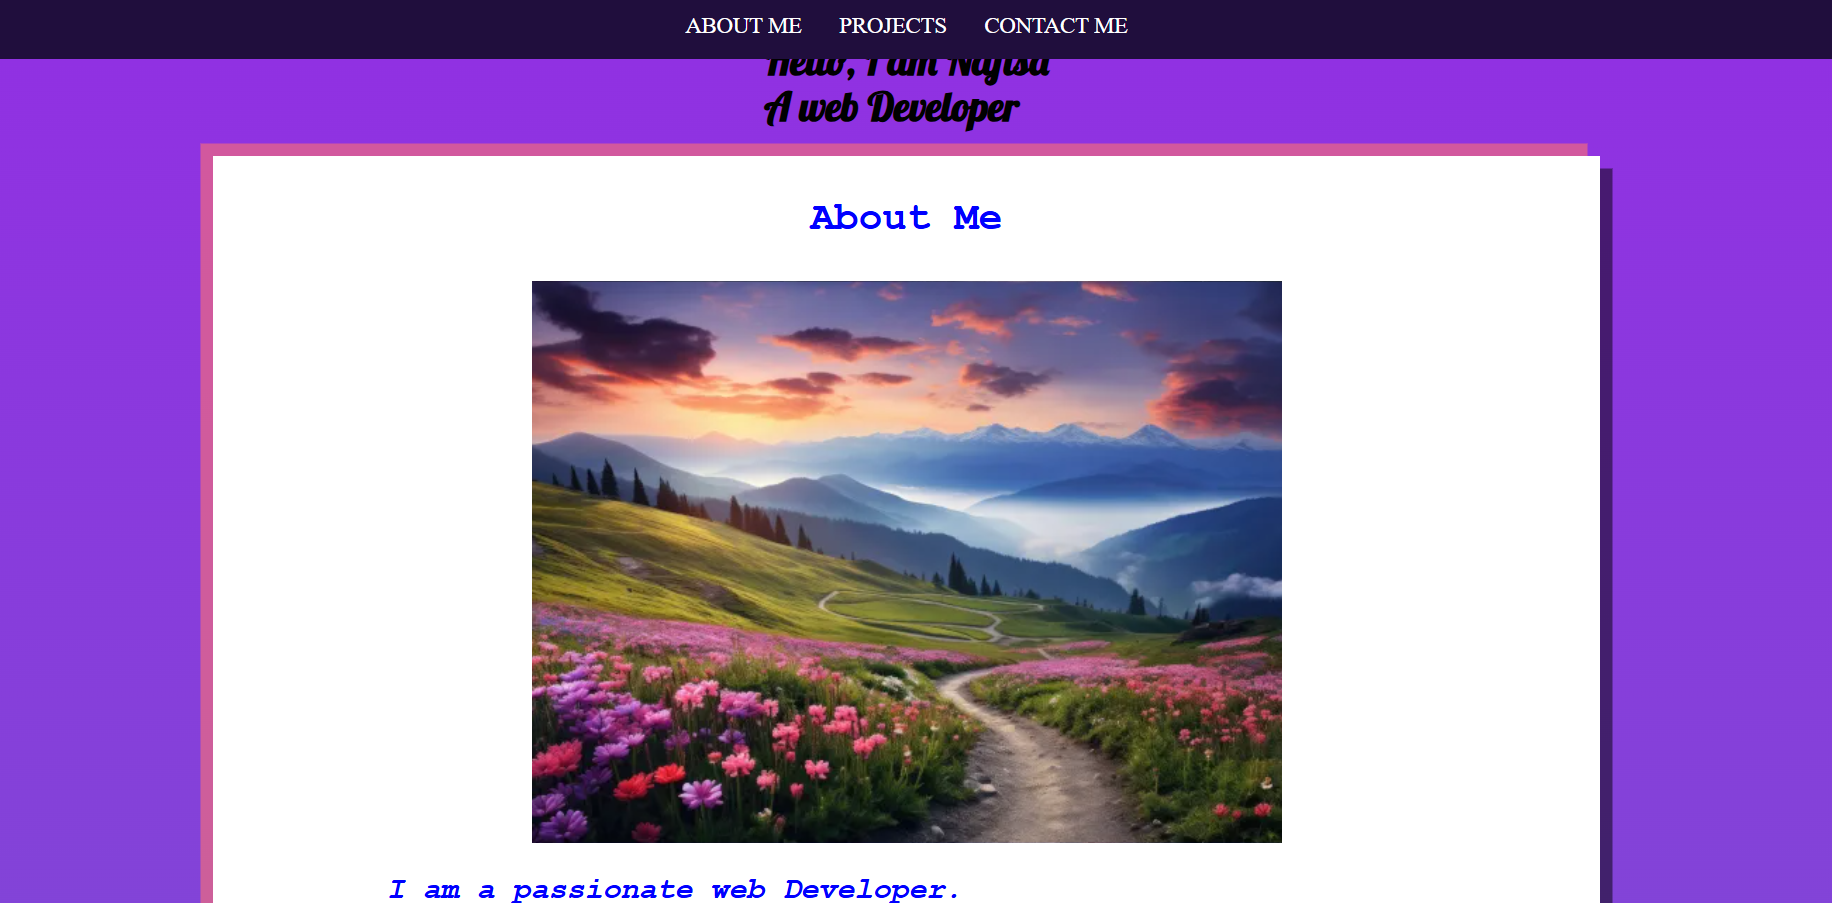 ABOUT ME PROJECTS CONTACT ME
Hello, I am Nafisa
A web Developer
About Me
I am a passionate web Developer.